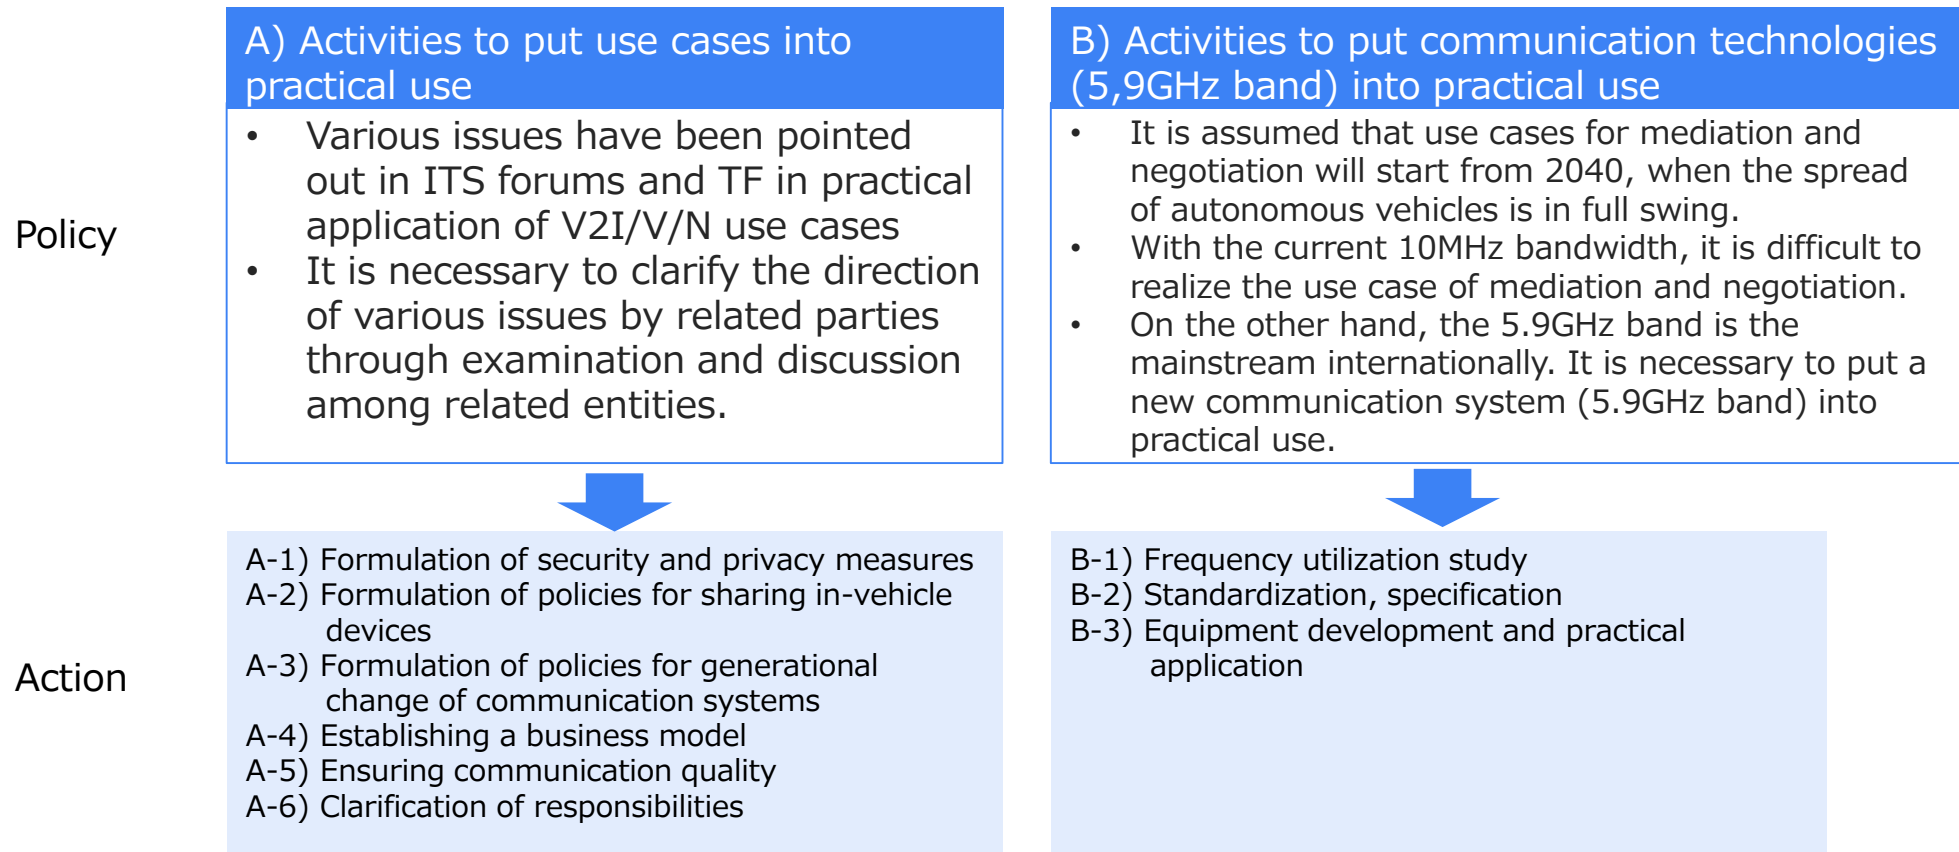 A) Activities to put use cases into
practical use
B) Activities to put communication technologies
(5,9GHz band) into practical use
Policy
• Various issues have been pointed
out in ITS forums and TF in practical
application of V2I/V/N use cases
• It is necessary to clarify the direction
of various issues by related parties
through examination and discussion
among related entities.
• It is assumed that use cases for mediation and
negotiation will start from 2040, when the spread
of autonomous vehicles is in full swing.
• With the current 10MHz bandwidth, it is difficult to
realize the use case of mediation and negotiation.
• On the other hand, the 5.9GHz band is the
mainstream internationally. It is necessary to put a
new communication system (5.9GHz band) into
practical use.
Action
A-1) Formulation of security and privacy measures
A-2) Formulation of policies for sharing in-vehicle
devices
A-3) Formulation of policies for generational
change of communication systems
A-4) Establishing a business model
A-5) Ensuring communication quality
A-6) Clarification of responsibilities
B-1) Frequency utilization study
B-2) Standardization, specification
B-3) Equipment development and practical
application